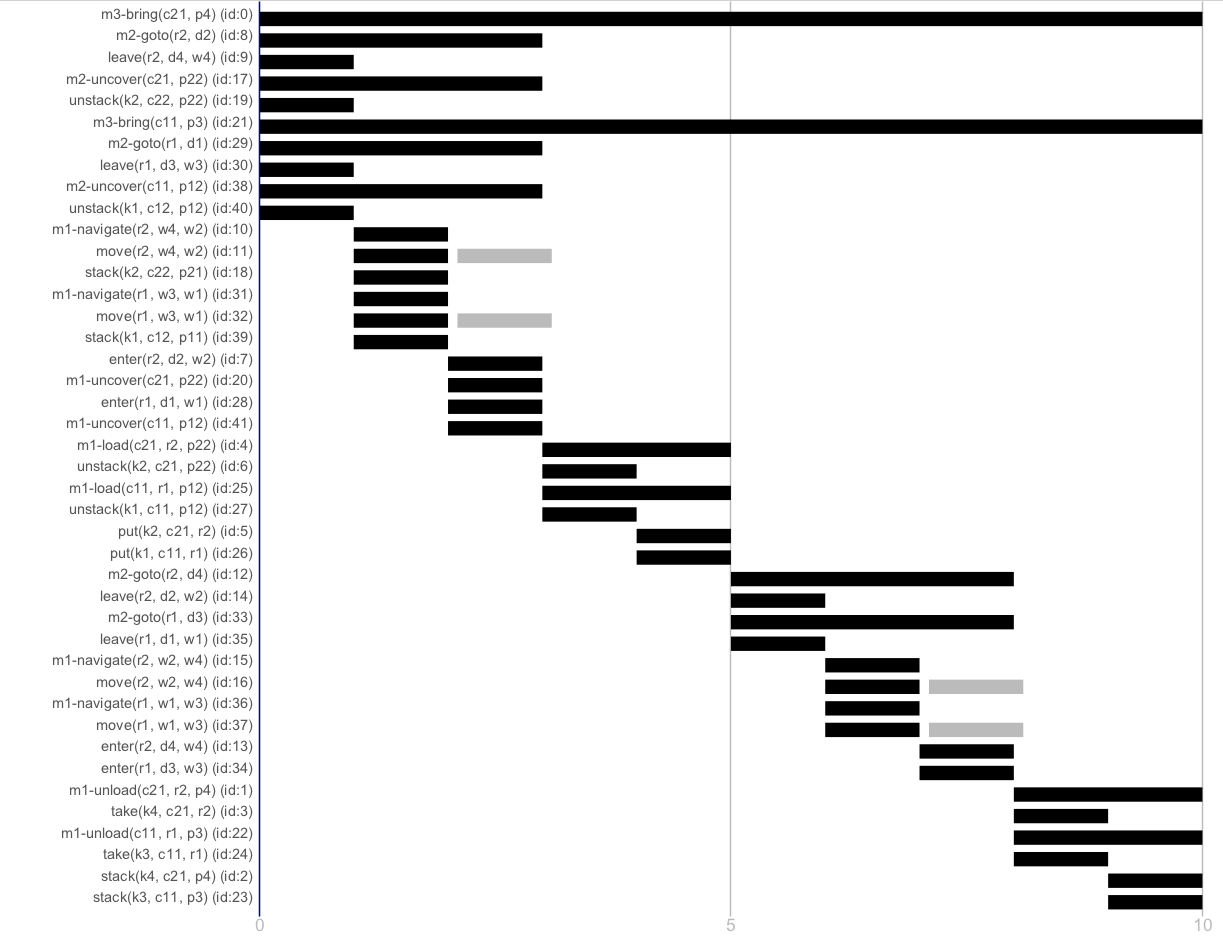 m3-bring(c21, p4) (id:0)
m2-goto(r2, d2) (id:8)
leave(r2, d4, w4) (id:9)
m2-uncover(c21, p22) (id:17)
unstack(k2, c22, p22) (id:19)
m3-bring(c11, p3) (id:21)
m2-goto(r1, d1) (id:29)
leave(r1, d3, w3) (id:30)
m2-uncover(c11, p12) (id:38)
unstack(k1, c12, p12) (id:40)
m1-navigate(r2, w4, w2) (id:10)
move(r2, w4, w2) (id:11)
stack(k2, c22, p21) (id:18)
m1-navigate(r1, w3, w1) (id:31)
move(r1, w3, w1) (id:32)
stack(k1, c12, p11) (id:39)
enter(r2, d2, w2) (id:7)
m1-uncover(c21, p22) (id:20)
enter(r1, d1, w1) (id:28)
m1-uncover(c11, p12) (id:41)
m1-load(c21, r2, p22) (id:4)
unstack(k2, c21, p22) (id:6)
m1-load(c11, r1, p12) (id:25)
unstack(k1, c11, p12) (id:27)
put(k2, c21, r2) (id:5)
put(k1, c11, r1) (id:26)
m2-goto(r2, d4) (id:12)
leave(r2, d2, w2) (id:14)
m2-goto(r1, d3) (id:33)
leave(r1, d1, w1) (id:35)
m1-navigate(r2, w2, w4) (id:15)
move(r2, w2, w4) (id:16)
m1-navigate(r1, w1, w3) (id:36)
move(r1, w1, w3) (id:37)
enter(r2, d4, w4) (id:13)
enter(r1, d3, w3) (id:34)
m1-unload(c21, r2, p4) (id:1)
take(k4, c21, r2) (id:3)
m1-unload(c11, r1, p3) (id:22)
take(k3, c11, r1) (id:24)
stack(k4, c21, p4) (id:2)
stack(k3, c11, p3) (id:23)
0 5 10